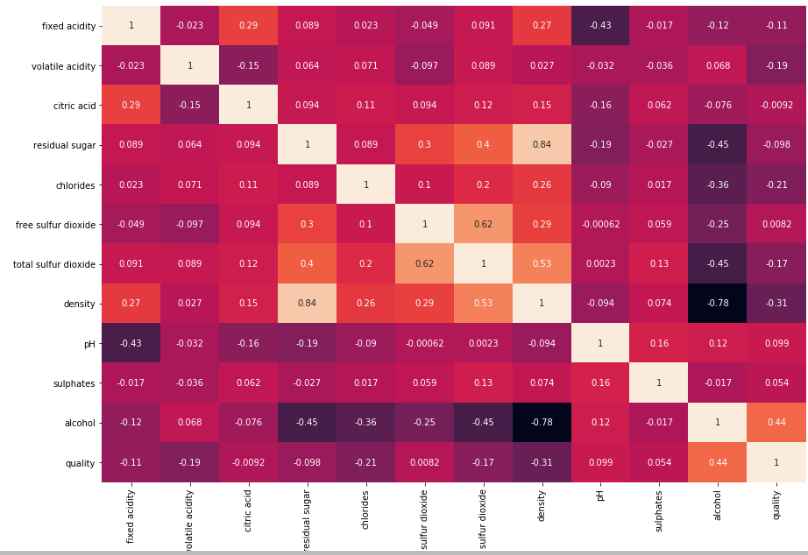 fixed acidity 1 -0.023 0.29 0.089 0.023 -0.049 0.091 0.27 -0.43 -0.017 -0.12 -0.11
volatile acidity -0.023 1 -0.15 0.064 0.071 -0.097 0.089 0.027 -0.032 -0.036 0.068 -0.19
citric acid 0.29 -0.15 1 0.094 0.11 0.094 0.12 0.15 -0.16 0.062 -0.076 -0.0092
residual sugar 0.089 0.064 0.094 1 0.089 0.3 0.4 0.84 -0.19 -0.027 -0.45 -0.098
chlorides 0.023 0.071 0.11 0.089 1 0.1 0.2 0.26 -0.09 0.017 -0.36 -0.21
free sulfur dioxide -0.049 -0.097 0.094 0.3 0.1 1 0.62 0.29 -0.00062 0.059 -0.25 0.0082
total sulfur dioxide 0.091 0.089 0.12 0.4 0.2 0.62 1 0.53 0.0023 0.13 -0.45 -0.17
density 0.27 0.027 0.15 0.84 0.26 0.29 0.53 1 -0.094 0.074 -0.78 -0.31
pH -0.43 -0.032 -0.16 -0.19 -0.09 -0.00062 0.0023 -0.094 1 0.16 0.12 0.099
sulphates -0.017 -0.036 0.062 -0.027 0.017 0.059 0.13 0.074 0.16 1 -0.017 0.054
alcohol -0.12 0.068 -0.076 -0.45 -0.36 -0.25 -0.45 -0.78 0.12 -0.017 1 0.44
quality -0.11 -0.19 -0.0092 -0.098 -0.21 0.0082 -0.17 -0.31 0.099 0.054 0.44 1
fixed acidity
olatile acidity
citric acid
residual sugar
chlorides
sulfur dioxide
sulfur dioxide
density
pH
sulphates
alcohol
quality